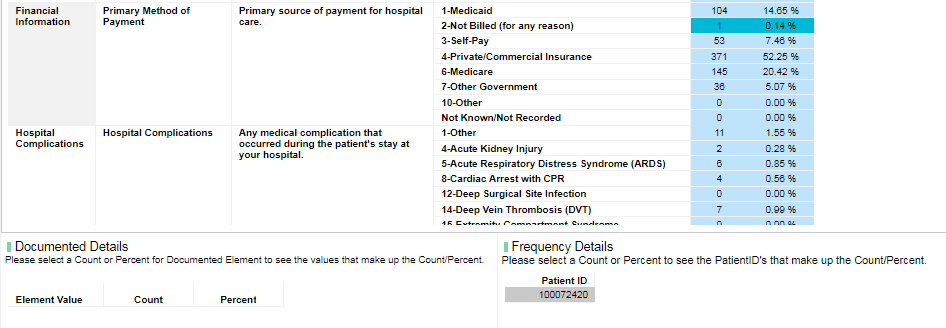 Financial Information
Primary Method of Payment
Primary source of payment for hospital care.
1-Medicaid 104 14.65 %
2-Not Billed (for any reason) 1 0.14 %
3-Self-Pay 53 7.46 %
4-Private/Commercial Insurance 371 52.25 %
6-Medicare 145 20.42 %
7-Other Government 36 5.07 %
10-Other 0 0.00 %
Not Known/Not Recorded 0 0.00 %
Hospital Complications
Hospital Complications
Any medical complication that occurred during the patient's stay at your hospital.
1-Other 11 1.55 %
4-Acute Kidney Injury 2 0.28 %
5-Acute Respiratory Distress Syndrome (ARDS) 6 0.85 %
8-Cardiac Arrest with CPR 4 0.56 %
12-Deep Surgical Site Infection 0 0.00 %
14-Deep Vein Thrombosis (DVT) 7 0.99 %
15-Extremity Compartment Syndrome 0 0.00 %
Documented Details
Please select a Count or Percent for Documented Element to see the values that make up the Count/Percent.
Element Value Count Percent
Frequency Details
Please select a Count or Percent to see the PatientID's that make up the Count/Percent.
Patient ID
100072420